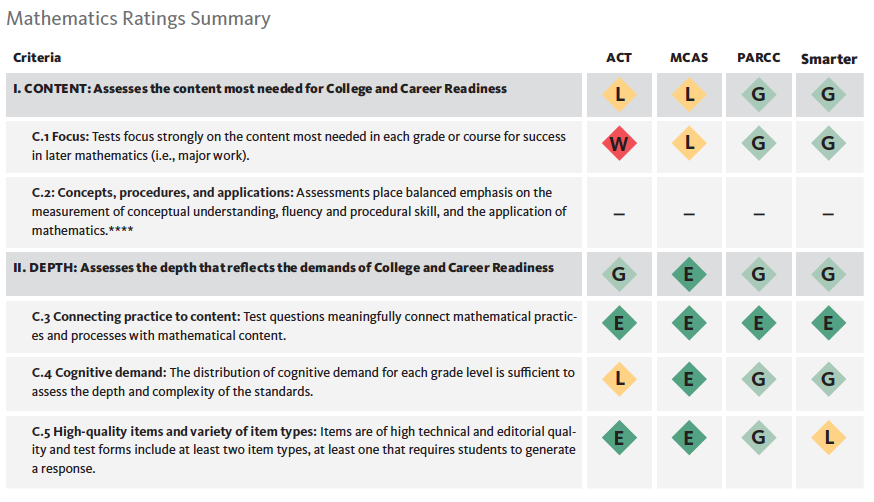 Mathematics Ratings Summary
Criteria ACT MCAS PARCC Smarter
I. CONTENT: Assesses the content most needed for College and Career Readiness L L G G
C.1 Focus: Tests focus strongly on the content most needed in each grade or course for success
in later mathematics (i.e., major work). W L G G
C.2: Concepts, procedures, and applications: Assessments place balanced emphasis on the
measurement of conceptual understanding, fluency and procedural skill, and the application of
mathematics.**** – – – –
II. DEPTH: Assesses the depth that reflects the demands of College and Career Readiness G E G G
C.3 Connecting practice to content: Test questions meaningfully connect mathematical practic-
es and processes with mathematical content. E E E E
C.4 Cognitive demand: The distribution of cognitive demand for each grade level is sufficient to
assess the depth and complexity of the standards. L E G G
C.5 High-quality items and variety of item types: Items are of high technical and editorial qual-
ity and test forms include at least two item types, at least one that requires students to generate
a response. E E G L